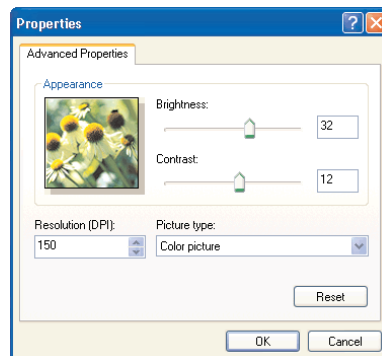 Properties
Advanced Properties
Appearance
Brightness:
32
Contrast:
12
Resolution (DPI):
Picture type:
150
Color picture
Reset
OK
Cancel